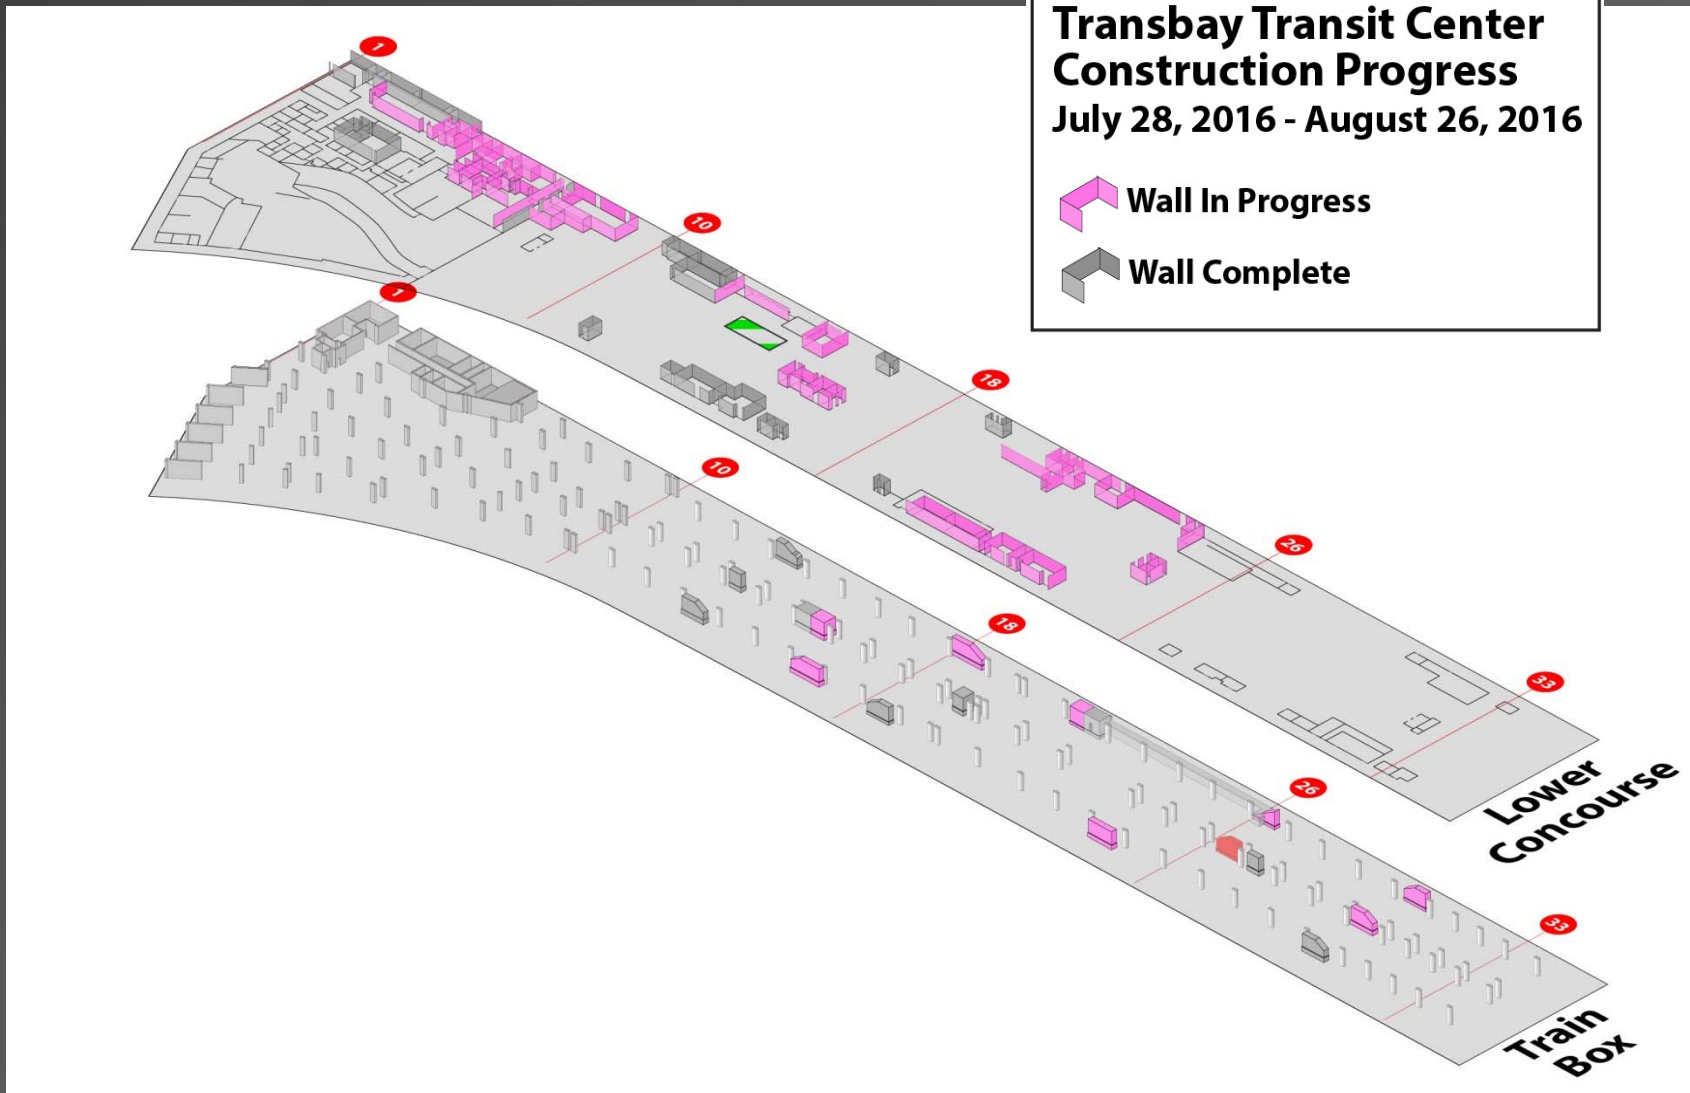 Transbay Transit Center
Construction Progress
July 28, 2016 - August 26, 2016
Wall In Progress
Wall Complete
1
10
18
26
33
Lower
Concourse
1
10
18
26
33
Train
Box